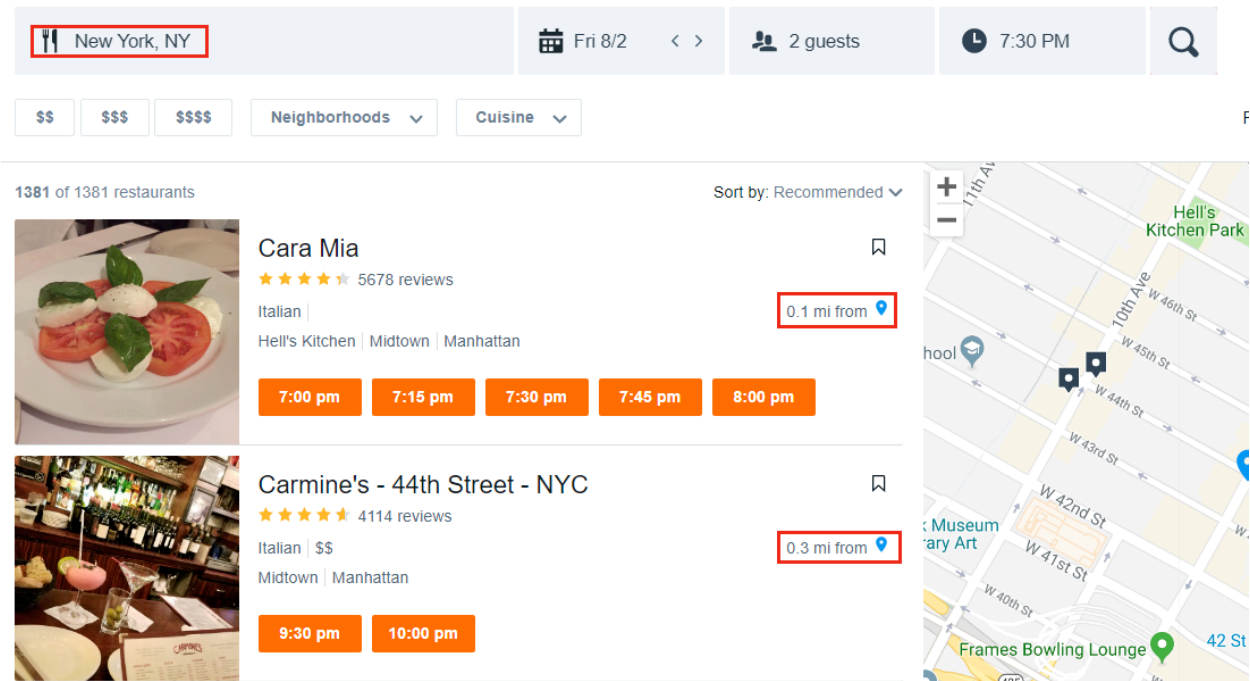 New York, NY
Fri 8/2
2 guests
7:30 PM
$$
$$$
$$$$
Neighborhoods
Cuisine
F
1381 of 1381 restaurants
Sort by: Recommended
Cara Mia
5678 reviews
Italian
0.1 mi from
Hell's Kitchen Midtown Manhattan
7:00 pm
7:15 pm
7:30 pm
7:45 pm
8:00 pm
Carmine's - 44th Street - NYC
4114 reviews
Italian $$
0.3 mi from
Midtown Manhattan
9:30 pm
10:00 pm
CARMINE'S
+
−
11th Av
Hell's
Kitchen Park
10th Ave
W 46th St
W 45th St
hool
W 44th St
W 43rd St
W 42nd St
Museum
rary Art
W 41st St
W 40th St
42 St
Frames Bowling Lounge
495